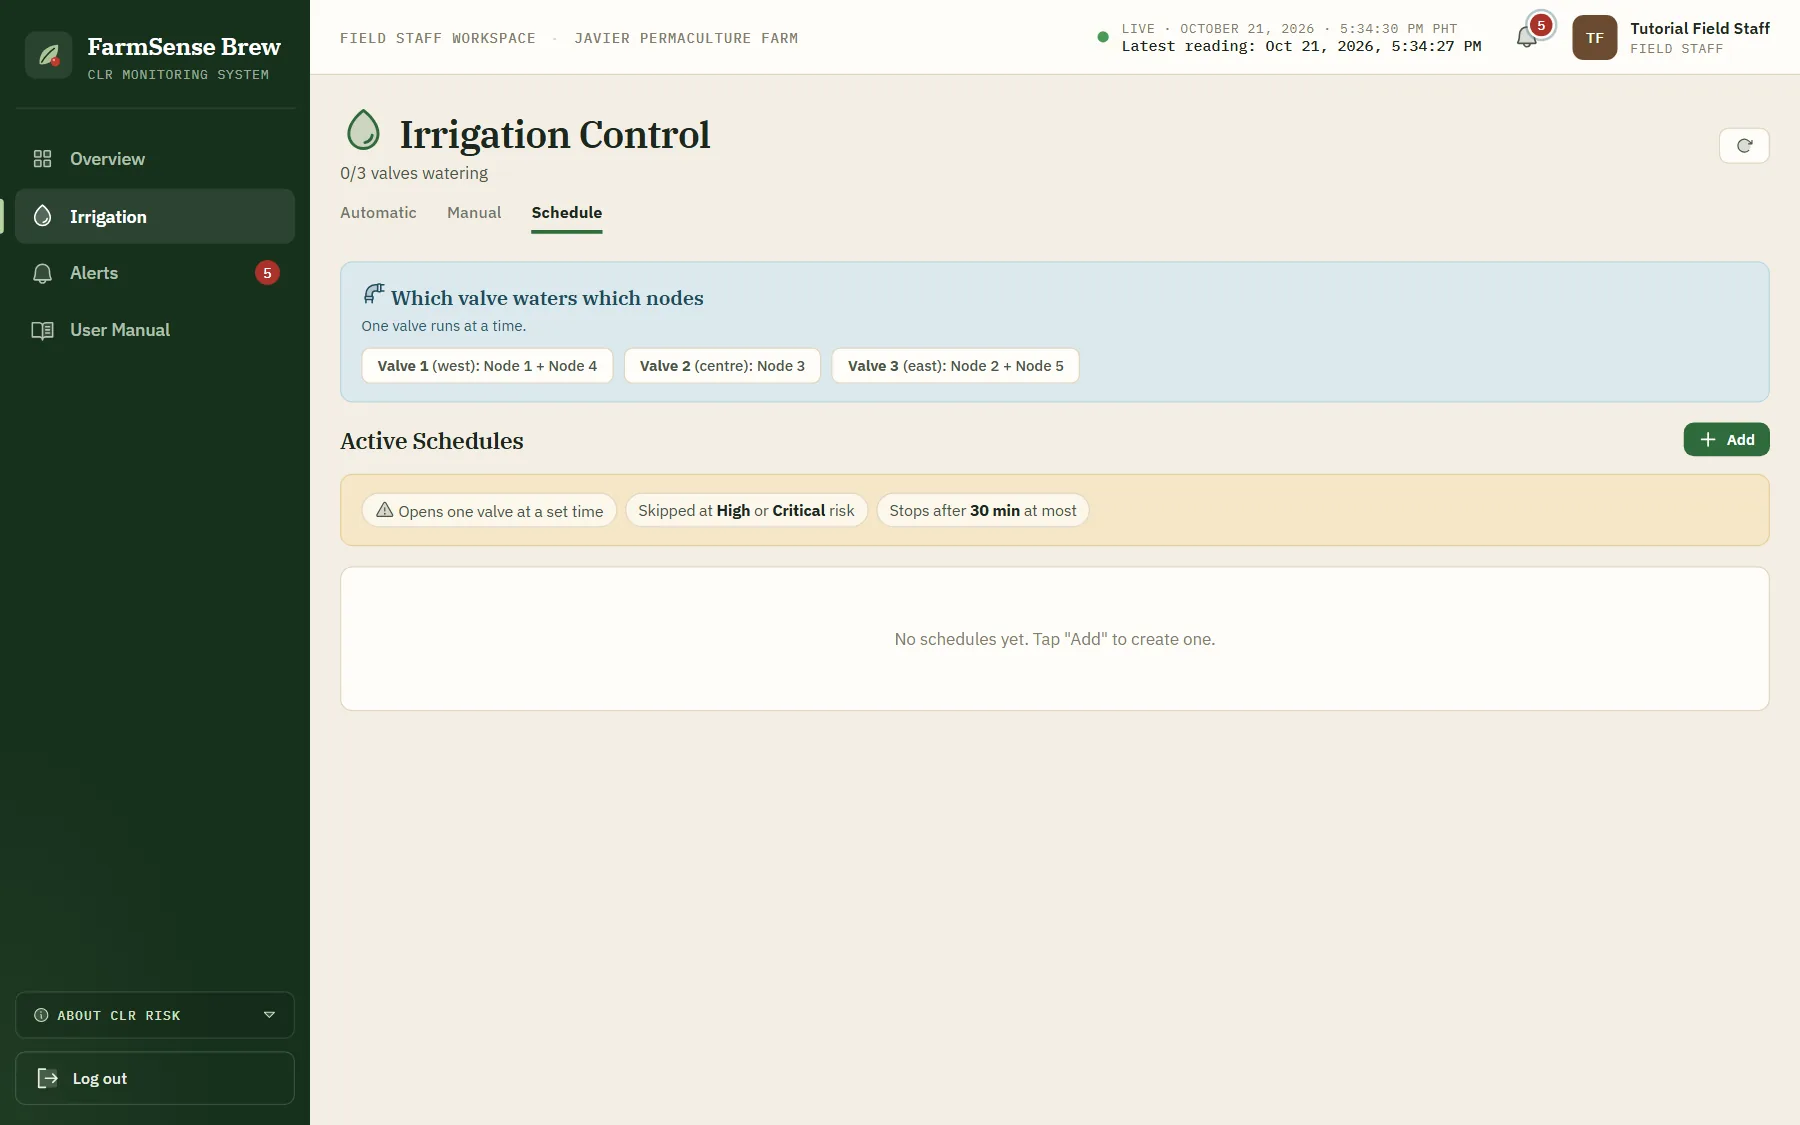 FarmSense Brew
CLR MONITORING SYSTEM
Overview
Irrigation
Alerts
5
User Manual
ABOUT CLR RISK
Log out
FIELD STAFF WORKSPACE · JAVIER PERMACULTURE FARM
LIVE · OCTOBER 21, 2026 · 5:34:30 PM PHT
Latest reading: Oct 21, 2026, 5:34:27 PM
5
TF
Tutorial Field Staff
FIELD STAFF
Irrigation Control
0/3 valves watering
Automatic
Manual
Schedule
Which valve waters which nodes
One valve runs at a time.
Valve 1 (west): Node 1 + Node 4
Valve 2 (centre): Node 3
Valve 3 (east): Node 2 + Node 5
Active Schedules
Add
Opens one valve at a set time
Skipped at High or Critical risk
Stops after 30 min at most
No schedules yet. Tap "Add" to create one.